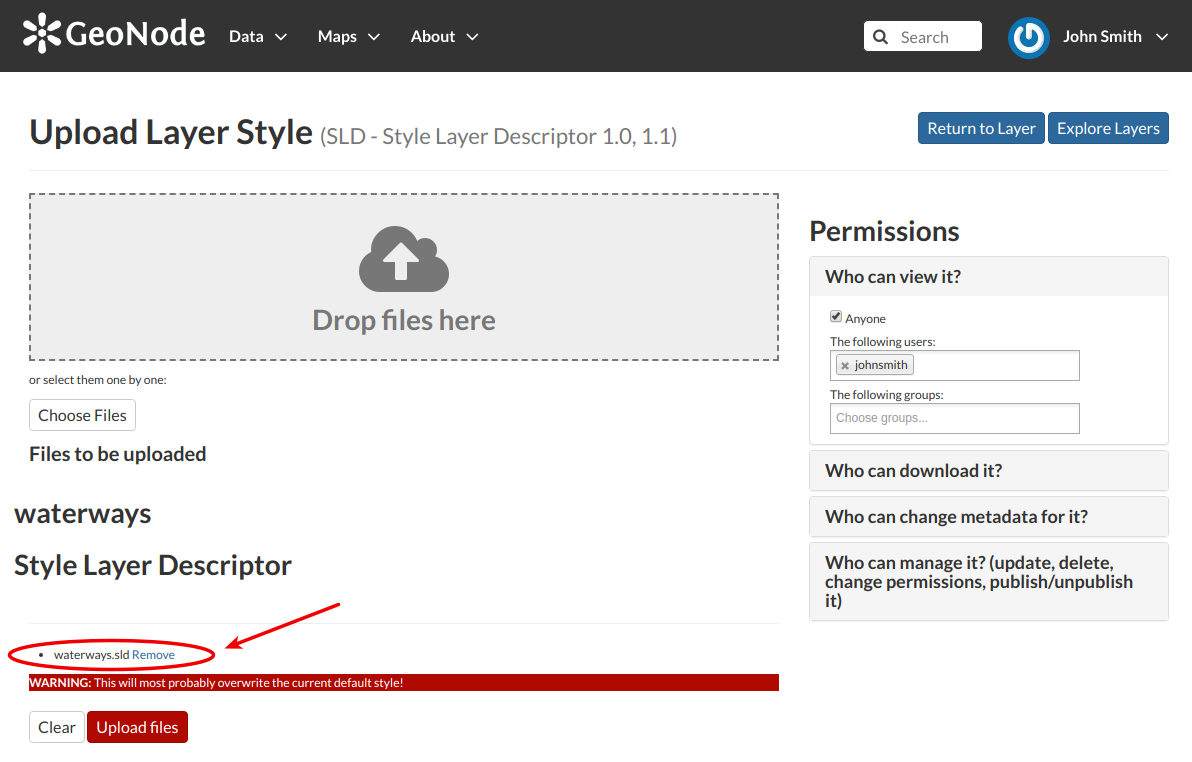 GeoNode Data Maps About Search John Smith
Upload Layer Style (SLD - Style Layer Descriptor 1.0, 1.1)
Return to Layer Explore Layers
Drop files here
or select them one by one:
Choose Files
Files to be uploaded
waterways
Style Layer Descriptor
waterways.sld Remove
WARNING: This will most probably overwrite the current default style!
Clear Upload files
Permissions
Who can view it?
Anyone
The following users:
× johnsmith
The following groups:
Choose groups...
Who can download it?
Who can change metadata for it?
Who can manage it? (update, delete,
change permissions, publish/unpublish
it)